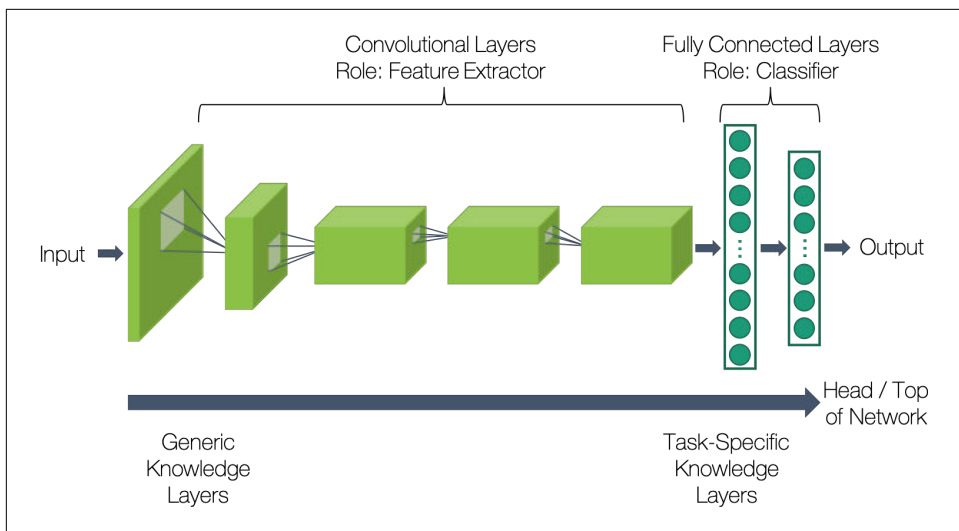 Convolutional Layers
Role: Feature Extractor
Fully Connected Layers
Role: Classifier
Input
Output
Head / Top
of Network
Generic
Knowledge
Layers
Task-Specific
Knowledge
Layers